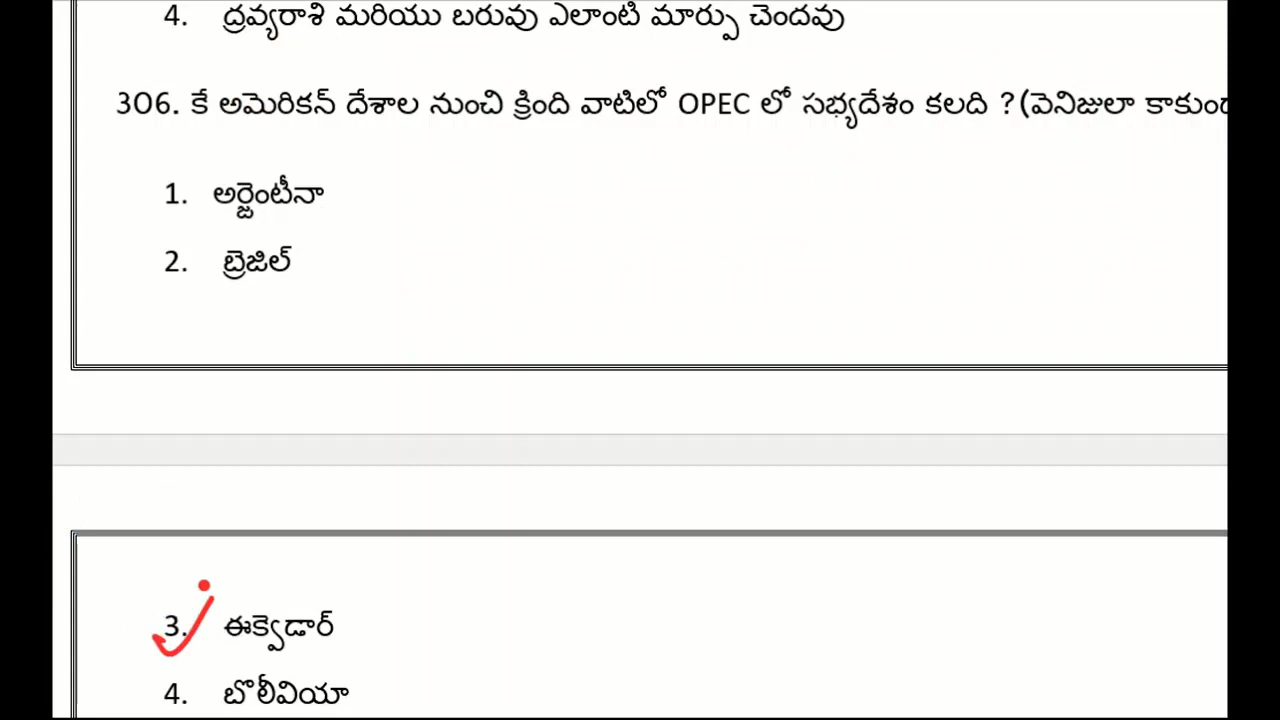 4. ద్రవ్యరాశి మరియు బరువు ఎలాంటి మార్పు చెందవు
306. కే అమెరికన్ దేశాల నుంచి క్రింది వాటిలో OPEC లో సభ్యదేశం కలది ?(వెనిజులా
1. అర్జెంటీనా
2. బ్రెజిల్
3. ఈక్వెడార్
4. బొలీవియా